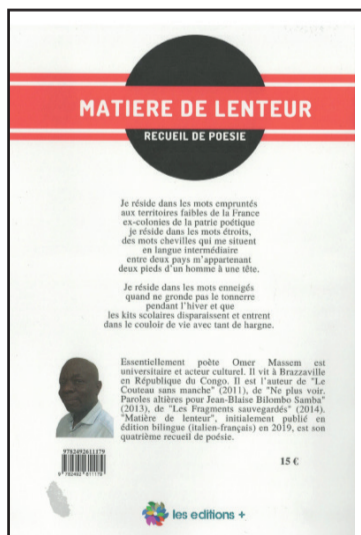 MATIERE DE LENTEUR
RECUEIL DE POESIE
Je réside dans les mots empruntés
aux territoires faibles de la France
ex-colonies de la patrie poétique
je réside dans les mots étroits,
des mots chevilles qui me situent
en langue intermédiaire
entre deux pays m'appartenant
deux pieds d'un homme à une tête.
Je réside dans les mots enneigés
quand ne gronde pas le tonnerre
pendant l'hiver et que
les kits scolaires disparaissent et entrent
dans le couloir de vie avec tant de hargne.
Essentiellement poète Omer Massem est
universitaire et acteur culturel. Il vit à Brazzaville
en République du Congo. Il est l'auteur de "Le
Couteau sans manche" (2011), de "Ne plus voir.
Paroles altières pour Jean-Blaise Bilombo Samba"
(2013), de "Les Fragments sauvegardés" (2014).
"Matière de lenteur", initialement publié en
édition bilingue (italien-français) en 2019, est son
quatrième recueil de poésie.
9782492611179
9 782492 611179
15 €
les editions +